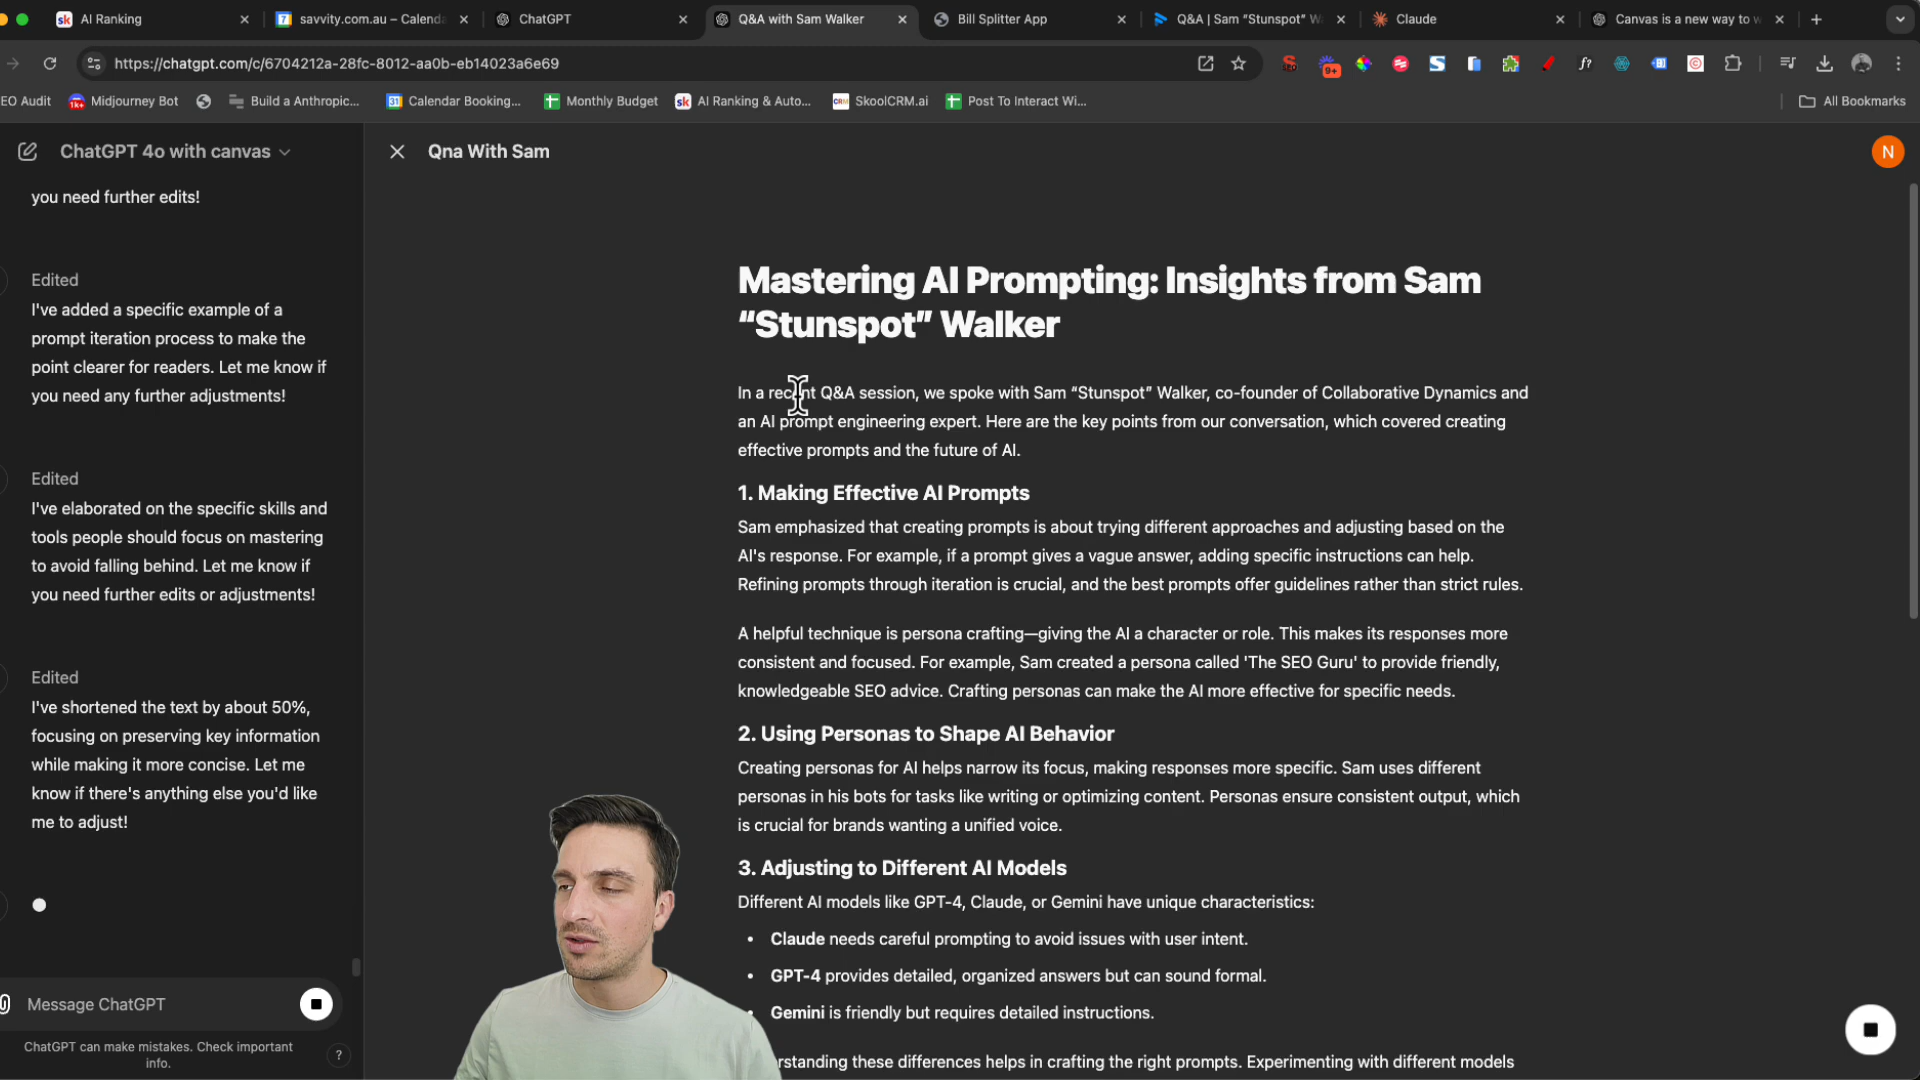 AI Ranking
savvity.com.au – Calend
ChatGPT
Q&A with Sam Walker
Bill Splitter App
Q&A | Sam “Stunspot” W
Claude
Canvas is a new way to w
https://chatgpt.com/c/6704212a-28fc-8012-aa0b-eb14023a6e69
9+
f?
EO Audit
Midjourney Bot
Build a Anthropic...
Calendar Booking...
Monthly Budget
AI Ranking & Auto...
SkoolCRM.ai
Post To Interact Wi...
All Bookmarks
ChatGPT 4o with canvas
you need further edits!
Edited
I've added a specific example of a
prompt iteration process to make the
point clearer for readers. Let me know if
you need any further adjustments!
Edited
I've elaborated on the specific skills and
tools people should focus on mastering
to avoid falling behind. Let me know if
you need further edits or adjustments!
Edited
I've shortened the text by about 50%,
focusing on preserving key information
while making it more concise. Let me
know if there's anything else you'd like
me to adjust!
Message ChatGPT
ChatGPT can make mistakes. Check important
info.
?
Qna With Sam
N
Mastering AI Prompting: Insights from Sam
“Stunspot” Walker
In a recent Q&A session, we spoke with Sam “Stunspot” Walker, co-founder of Collaborative Dynamics and
an AI prompt engineering expert. Here are the key points from our conversation, which covered creating
effective prompts and the future of AI.
1. Making Effective AI Prompts
Sam emphasized that creating prompts is about trying different approaches and adjusting based on the
AI's response. For example, if a prompt gives a vague answer, adding specific instructions can help.
Refining prompts through iteration is crucial, and the best prompts offer guidelines rather than strict rules.
A helpful technique is persona crafting—giving the AI a character or role. This makes its responses more
consistent and focused. For example, Sam created a persona called 'The SEO Guru' to provide friendly,
knowledgeable SEO advice. Crafting personas can make the AI more effective for specific needs.
2. Using Personas to Shape AI Behavior
Creating personas for AI helps narrow its focus, making responses more specific. Sam uses different
personas in his bots for tasks like writing or optimizing content. Personas ensure consistent output, which
is crucial for brands wanting a unified voice.
3. Adjusting to Different AI Models
Different AI models like GPT-4, Claude, or Gemini have unique characteristics:
• Claude needs careful prompting to avoid issues with user intent.
• GPT-4 provides detailed, organized answers but can sound formal.
• Gemini is friendly but requires detailed instructions.
rstanding these differences helps in crafting the right prompts. Experimenting with different models